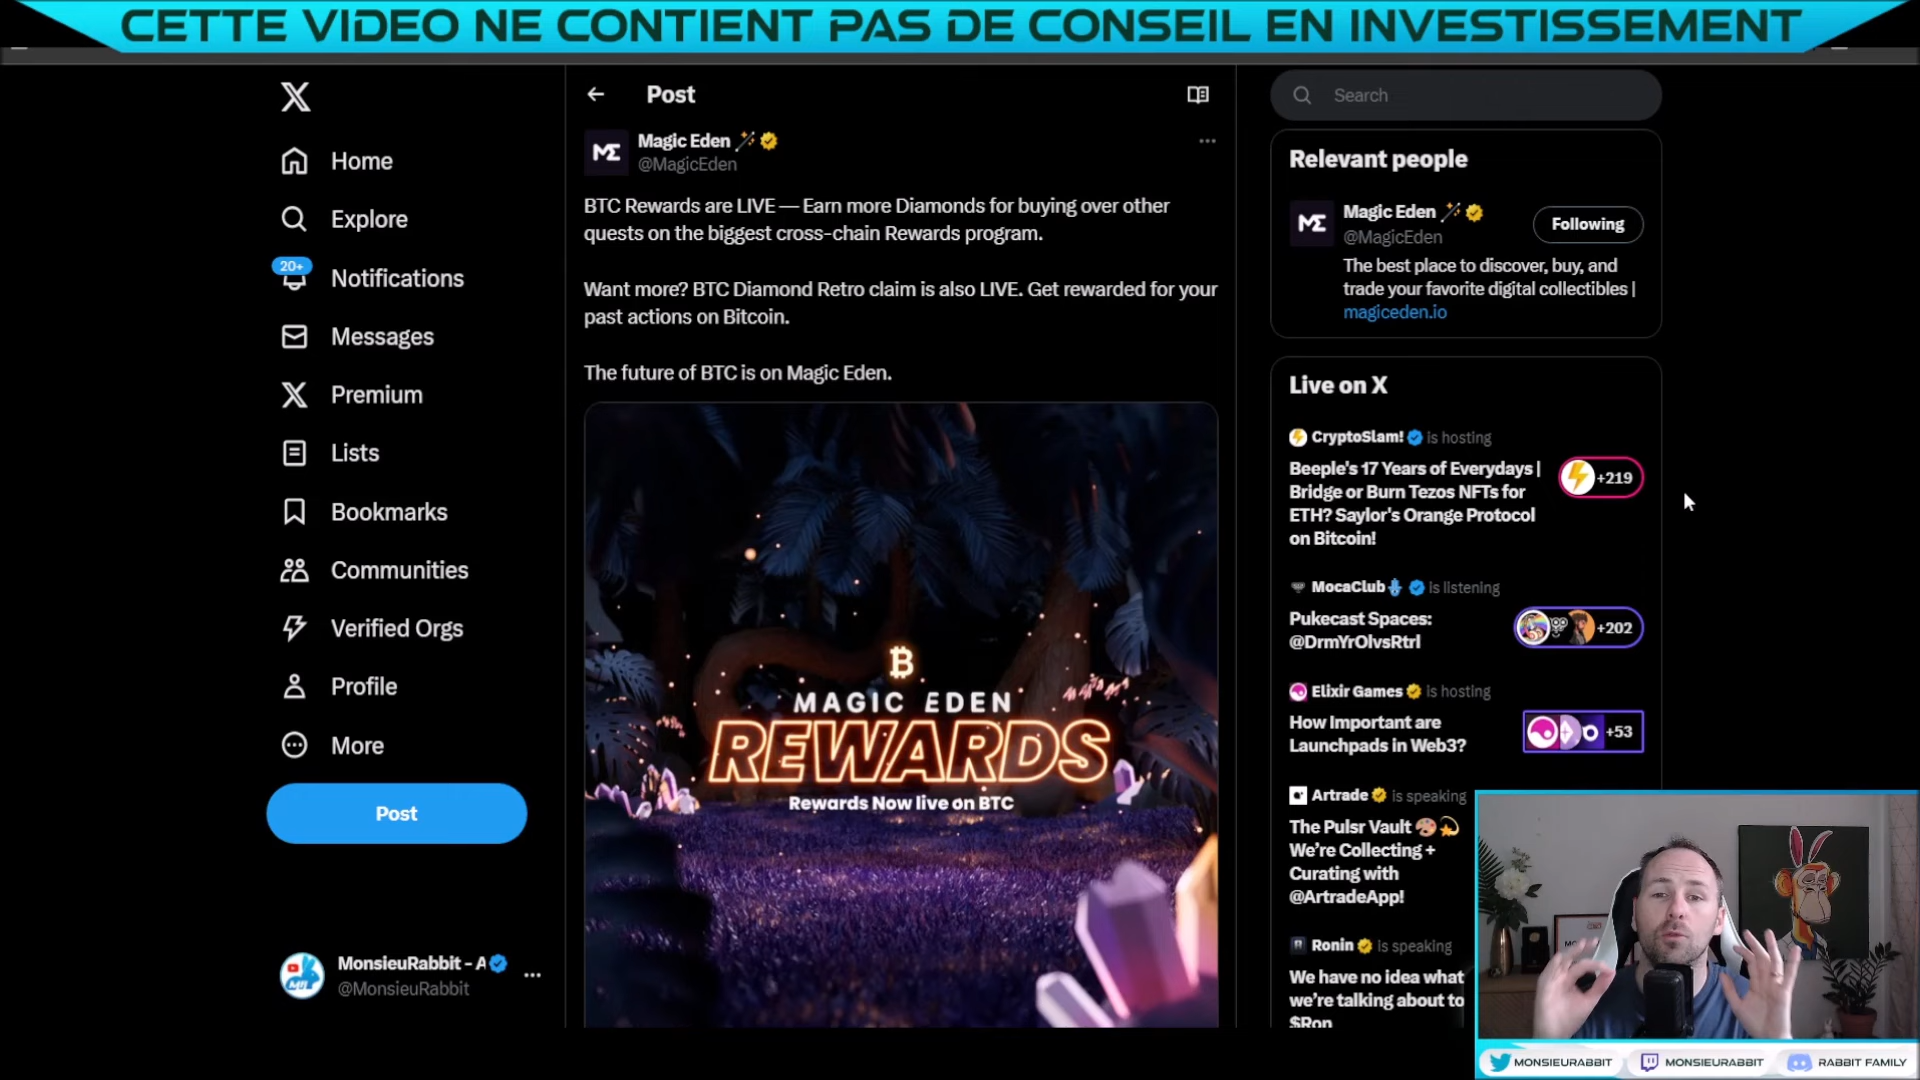 CETTE VIDEO NE CONTIENT PAS DE CONSEIL EN INVESTISSEMENT
Home
Explore
20+
Notifications
Messages
Premium
Lists
Bookmarks
Communities
Verified Orgs
Profile
More
Post
MonsieuRabbit - A
@MonsieuRabbit
Post
Magic Eden
@MagicEden
BTC Rewards are LIVE — Earn more Diamonds for buying over other
quests on the biggest cross-chain Rewards program.
Want more? BTC Diamond Retro claim is also LIVE. Get rewarded for your
past actions on Bitcoin.
The future of BTC is on Magic Eden.
MAGIC EDEN
REWARDS
Rewards Now live on BTC
Search
Relevant people
Magic Eden
@MagicEden
Following
The best place to discover, buy, and
trade your favorite digital collectibles |
magiceden.io
Live on X
CryptoSlam! is hosting
Beeple's 17 Years of Everydays |
Bridge or Burn Tezos NFTs for
ETH? Saylor's Orange Protocol
on Bitcoin!
+219
MocaClub is listening
Pukecast Spaces:
@DrmYrOlvsRtrl
+202
Elixir Games is hosting
How Important are
Launchpads in Web3?
+53
Artrade is speaking
The Pulsr Vault
We're Collecting +
Curating with
@ArtradeApp!
Ronin is speaking
We have no idea what
we're talking about to
$Ron
MONSIEURABBIT
MONSIEURABBIT
RABBIT FAMILY